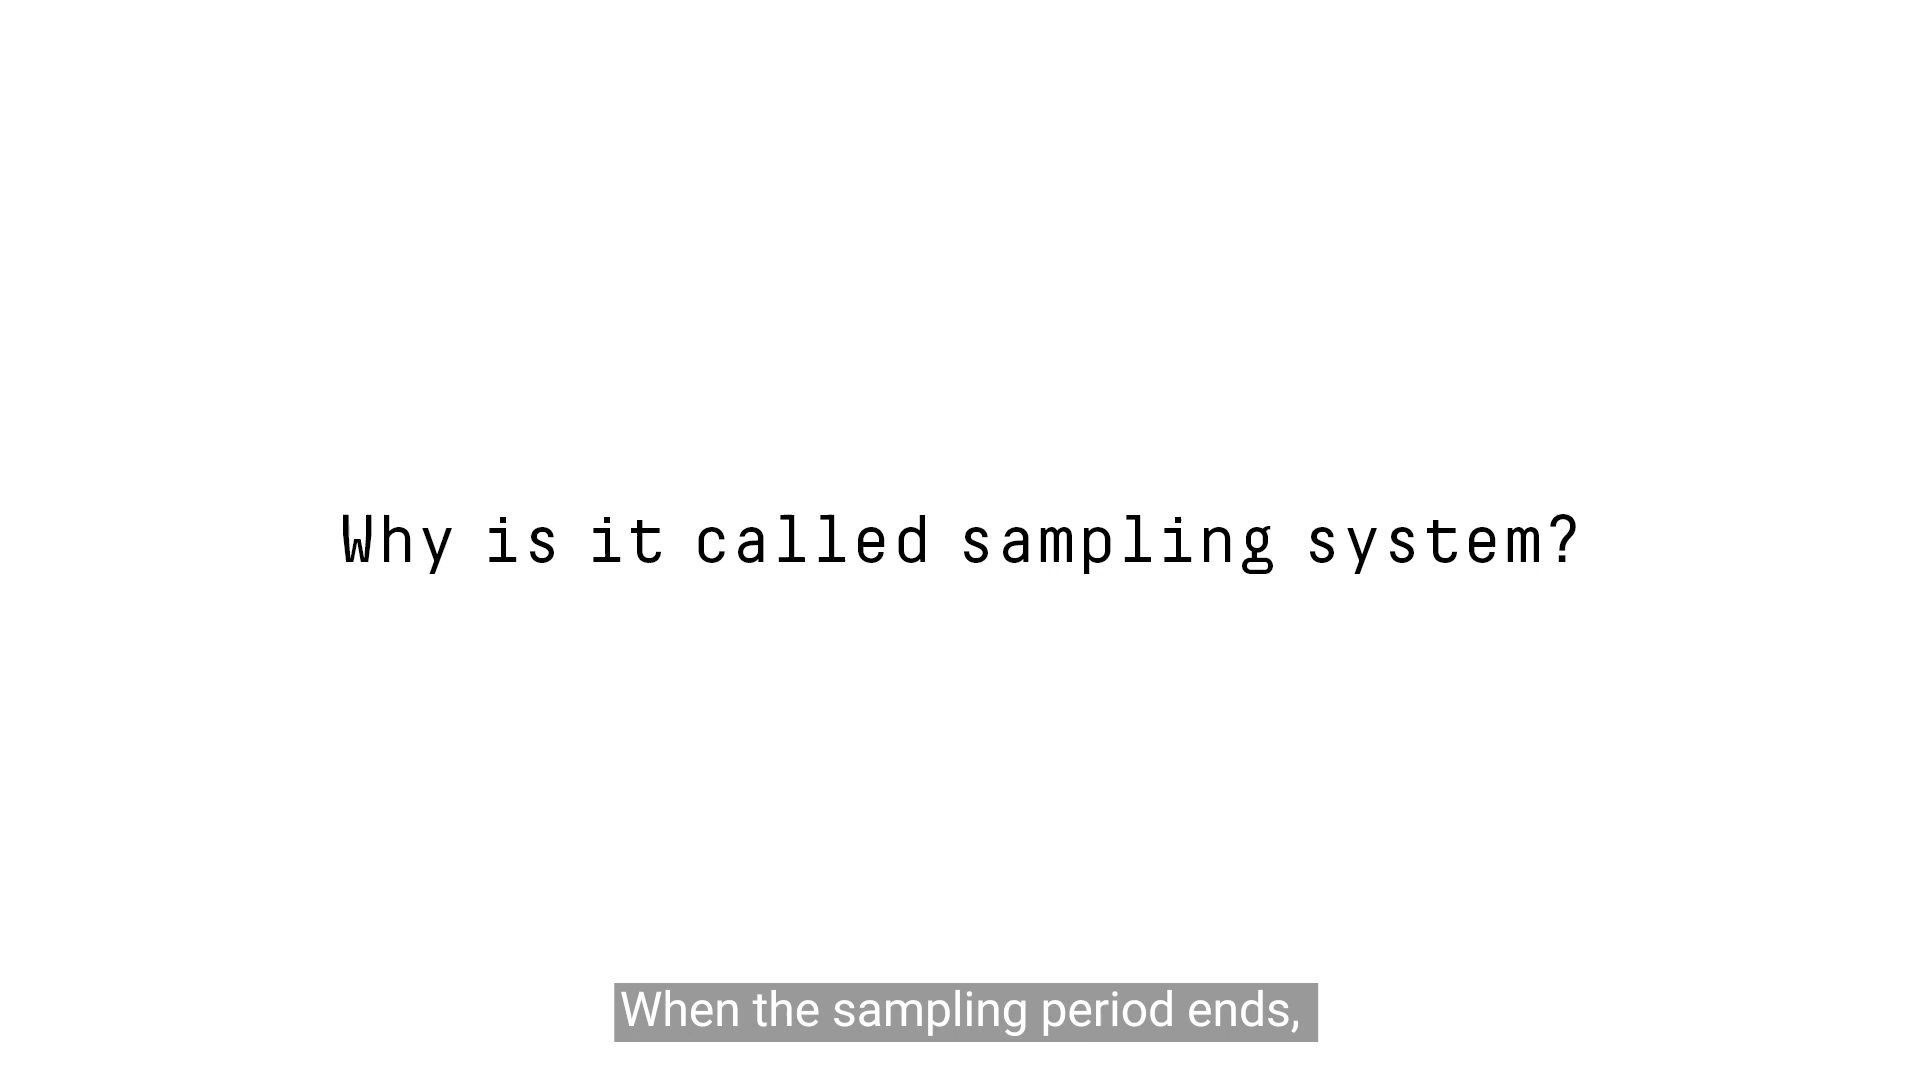 Why is it called sampling system?
When the sampling period ends,